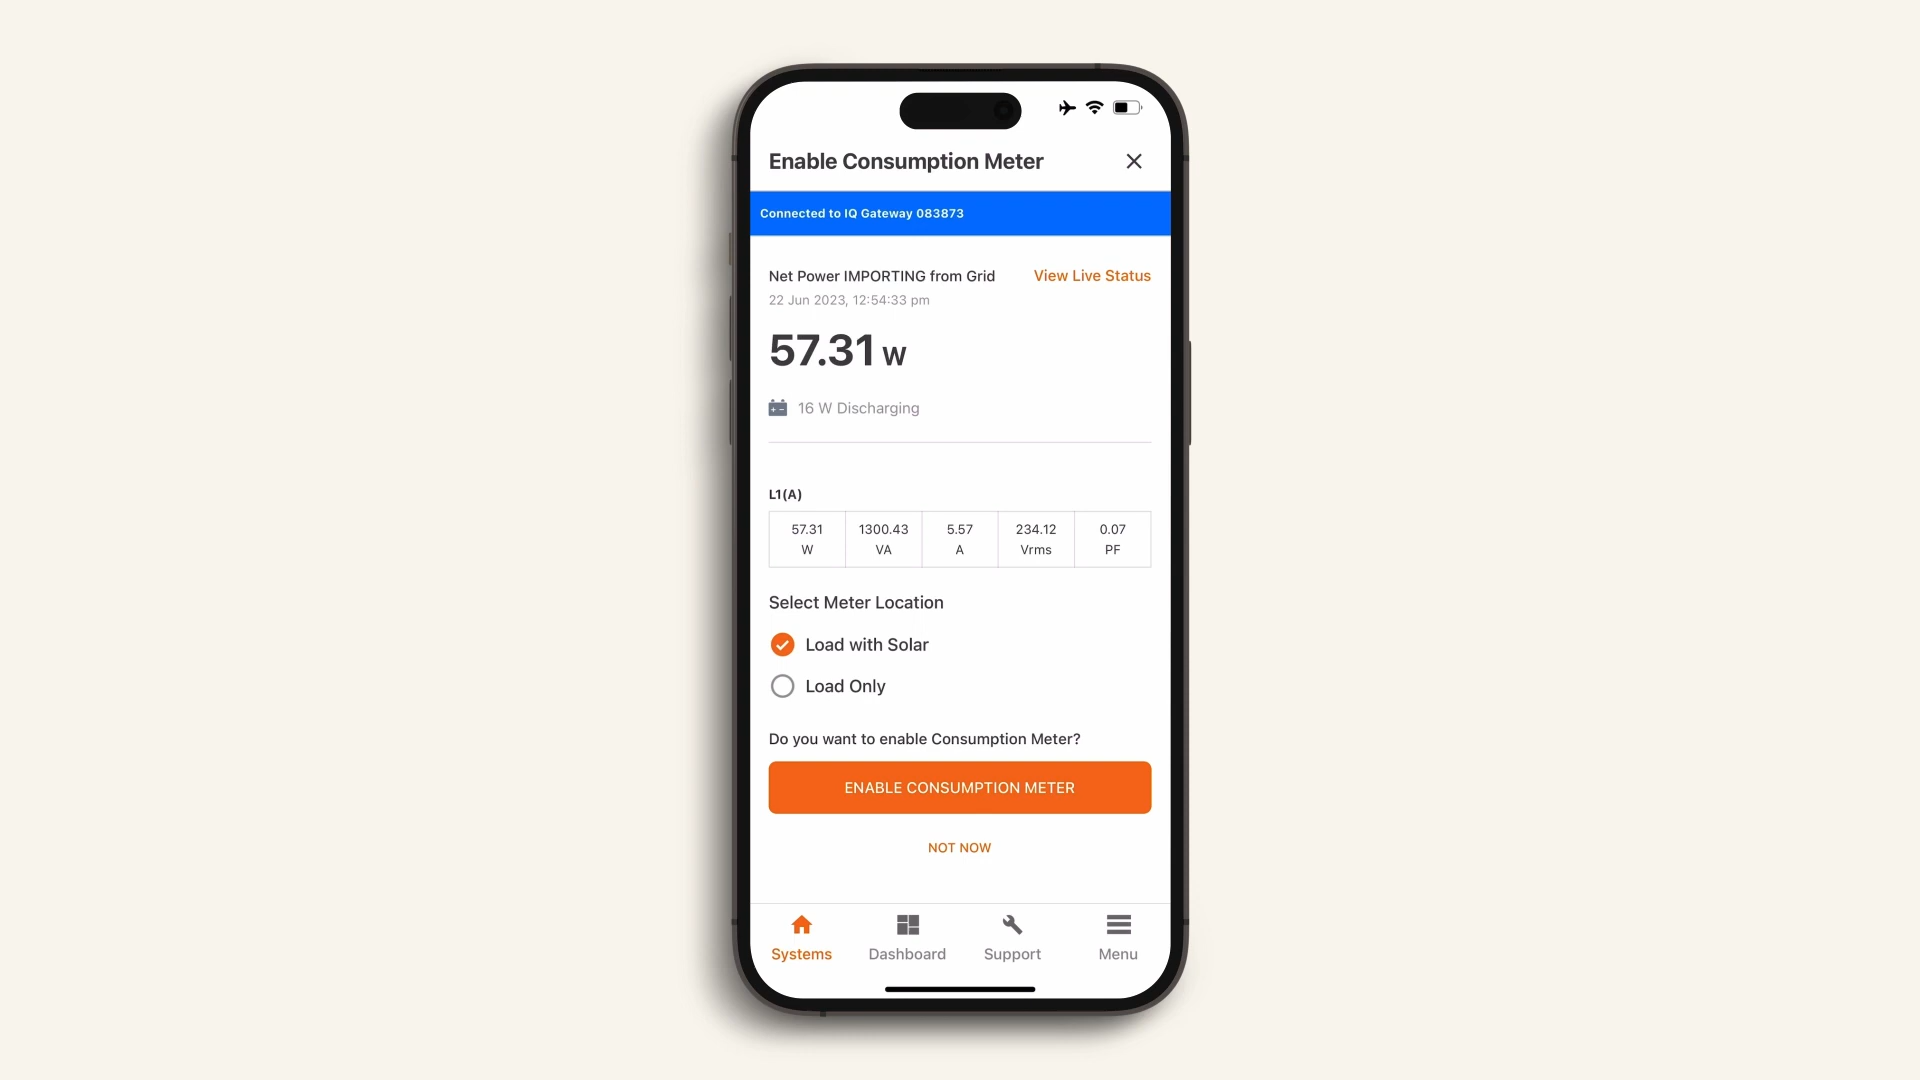 Enable Consumption Meter
Connected to IQ Gateway 083873
Net Power IMPORTING from Grid View Live Status
22 Jun 2023, 12:54:33 pm
57.31 W
16 W Discharging
L1(A)
57.31 1300.43 5.57 234.12 0.07
W VA A Vrms PF
Select Meter Location
Load with Solar
Load Only
Do you want to enable Consumption Meter?
ENABLE CONSUMPTION METER
NOT NOW
Systems Dashboard Support Menu